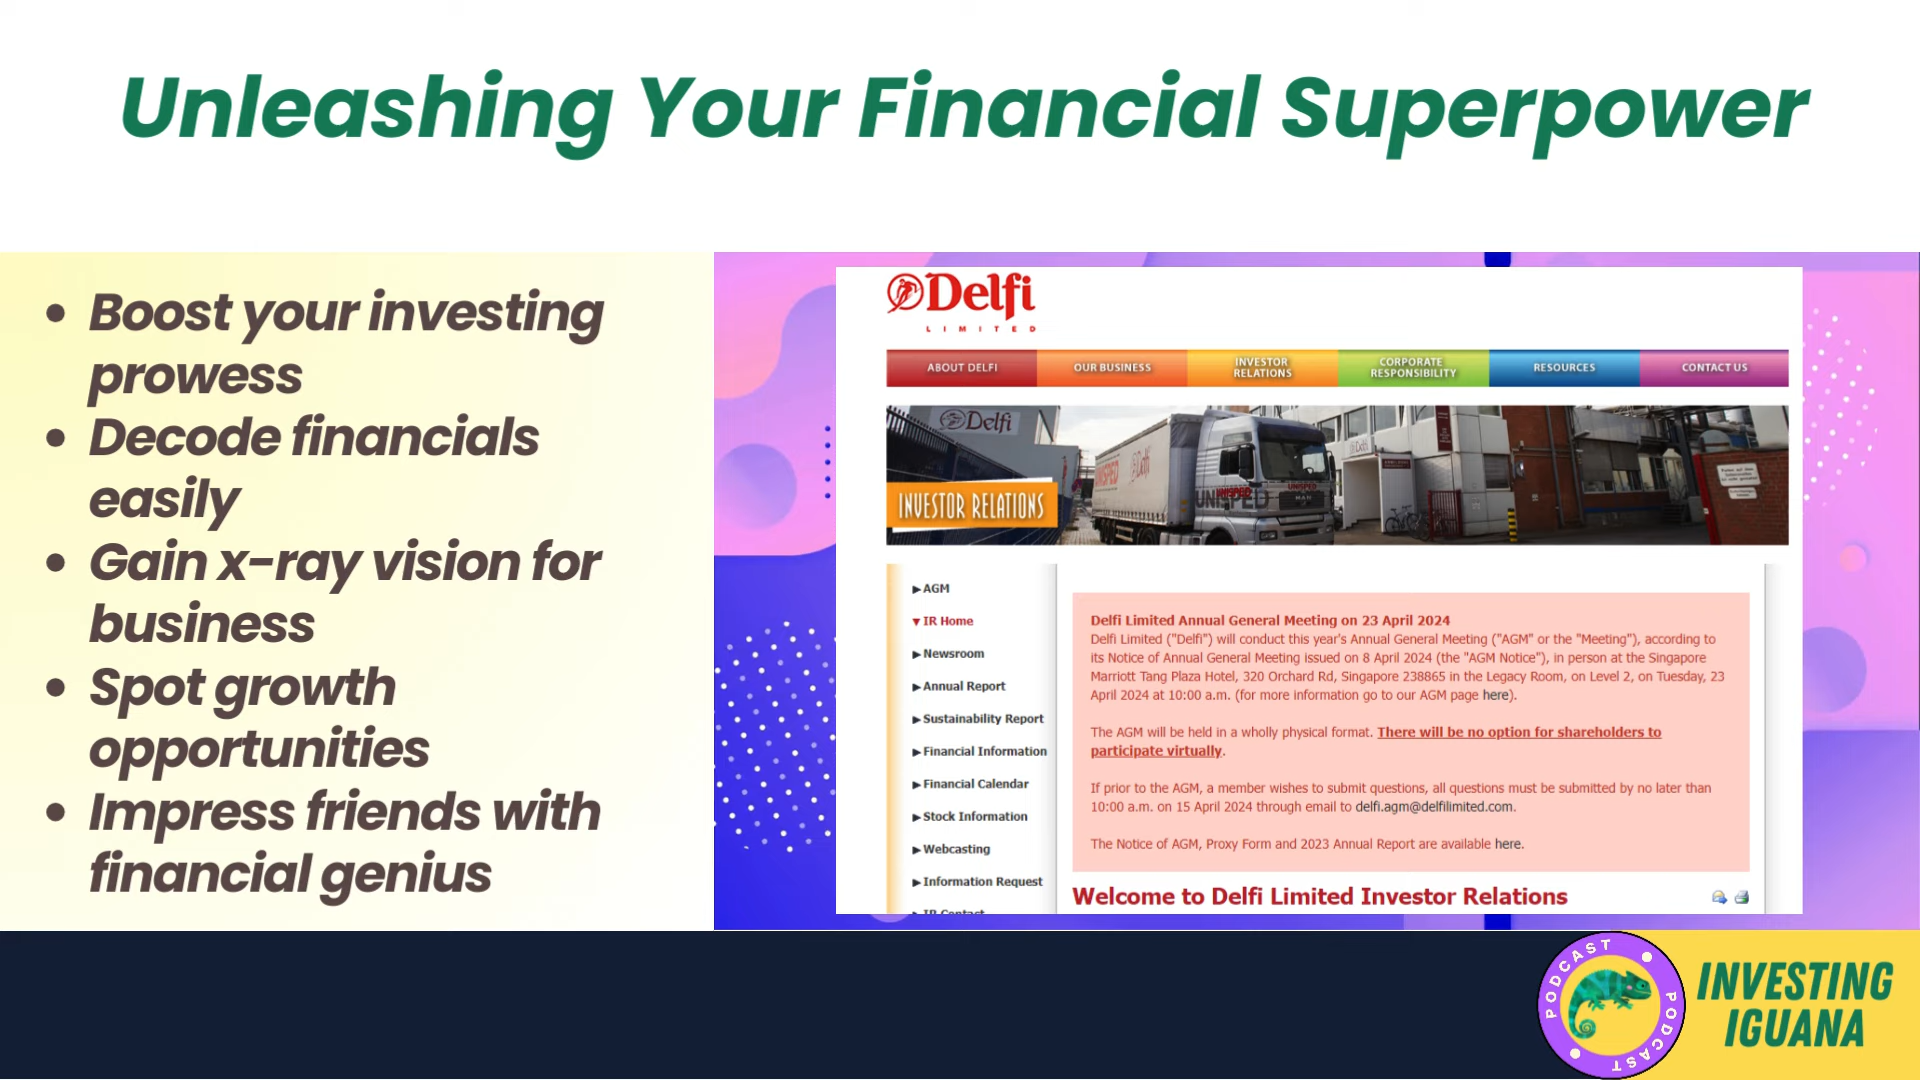 Unleashing Your Financial Superpower
• Boost your investing
prowess
• Decode financials
easily
• Gain x-ray vision for
business
• Spot growth
opportunities
• Impress friends with
financial genius
Delfi
LIMITED
ABOUT DELFI
OUR BUSINESS
INVESTOR
RELATIONS
CORPORATE
RESPONSIBILITY
RESOURCES
CONTACT US
Delfi
UNISPED
Delfi
UNISPED
UNISPED
MAN
Delfi
INVESTOR RELATIONS
AGM
IR Home
Newsroom
Annual Report
Sustainability Report
Financial Information
Financial Calendar
Stock Information
Webcasting
Information Request
IR Contact
Delfi Limited Annual General Meeting on 23 April 2024
Delfi Limited ("Delfi") will conduct this year's Annual General Meeting ("AGM" or the "Meeting"), according to
its Notice of Annual General Meeting issued on 8 April 2024 (the "AGM Notice"), in person at the Singapore
Marriott Tang Plaza Hotel, 320 Orchard Rd, Singapore 238865 in the Legacy Room, on Level 2, on Tuesday, 23
April 2024 at 10:00 a.m. (for more information go to our AGM page here).
The AGM will be held in a wholly physical format. There will be no option for shareholders to
participate virtually.
If prior to the AGM, a member wishes to submit questions, all questions must be submitted by no later than
10:00 a.m. on 15 April 2024 through email to delfi.agm@delfilimited.com.
The Notice of AGM, Proxy Form and 2023 Annual Report are available here.
Welcome to Delfi Limited Investor Relations
PODCAST
PODCAST
INVESTING
IGUANA